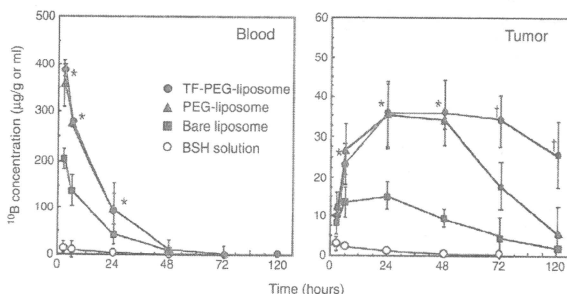 Blood
Tumor
500
400
300
200
100
0
60
50
40
30
20
10
0
TF-PEG-liposome
PEG-liposome
Bare liposome
BSH solution
* * * * * * † †
¹⁰B concentration (µg/g or ml)
0 24 48 72 120
0 24 48 72 120
Time (hours)